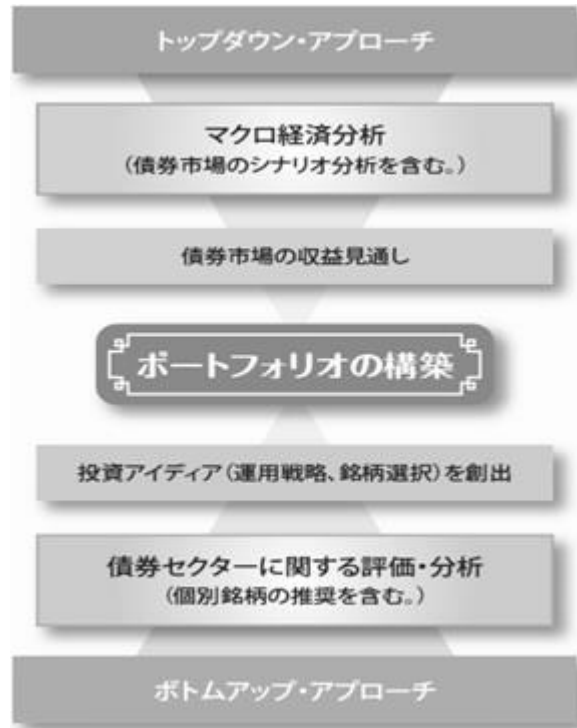 トップダウン・アプローチ
マクロ経済分析
(債券市場のシナリオ分析を含む。)
債券市場の収益見通し
ポートフォリオの構築
投資アイディア(運用戦略、銘柄選択)を創出
債券セクターに関する評価・分析
(個別銘柄の推奨を含む。)
ボトムアップ・アプローチ